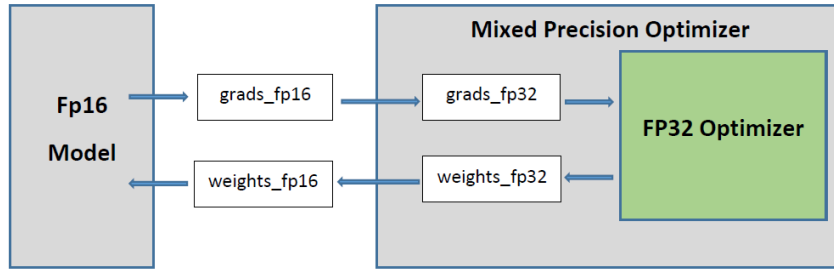 Mixed Precision Optimizer
Fp16
Model
grads_fp16
grads_fp32
weights_fp16
weights_fp32
FP32 Optimizer